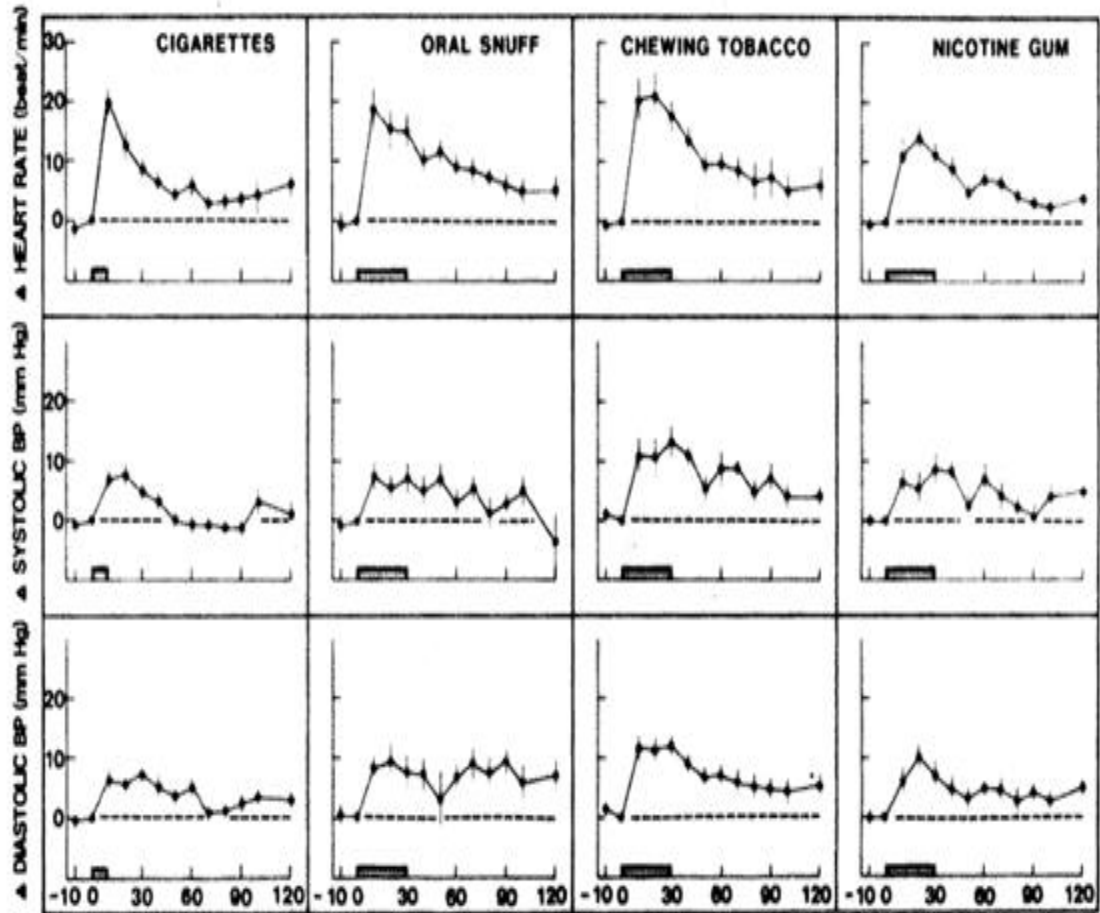 CIGARETTES
ORAL SNUFF
CHEWING TOBACCO
NICOTINE GUM
▲ HEART RATE (beat/min)
30
20
10
0
▲ SYSTOLIC BP (mm Hg)
20
10
0
▲ DIASTOLIC BP (mm Hg)
20
10
0
-10 0 30 60 90 120
-10 0 30 60 90 120
-10 0 30 60 90 120
-10 0 30 60 90 120